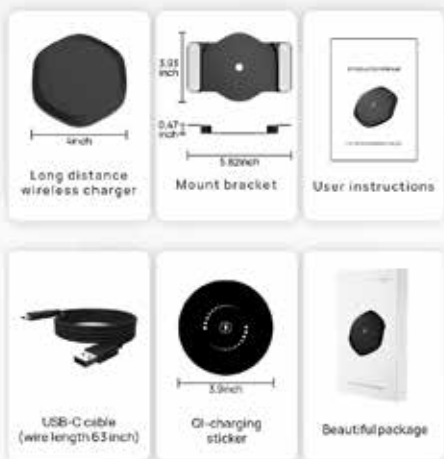 4inch
Long distance
wireless charger
3.93
inch
0.47
inch
5.82inch
Mount bracket
User instructions
USB-C cable
(wire length 63 inch)
3.9inch
QI-charging
sticker
Beautiful package